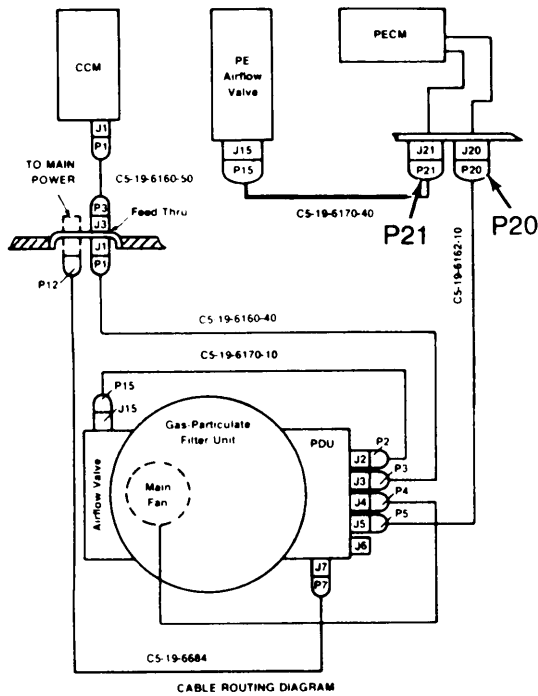 CCM
J1
P1
PE
Airflow
Valve
J15
P15
PECM
J21
P21
J20
P20
TO MAIN
POWER
C5-19-6160-50
P3
J3
Feed Thru
J1
P1
P12
C5-19-6170-40
P21
P20
C5-19-6162-10
C5-19-6160-40
C5-19-6170-10
P15
J15
Airflow Valve
Gas-Particulate
Filter Unit
Main
Fan
PDU
P2
J2
P3
J3
P4
J4
P5
J5
J6
J7
P7
C5-19-6684
CABLE ROUTING DIAGRAM